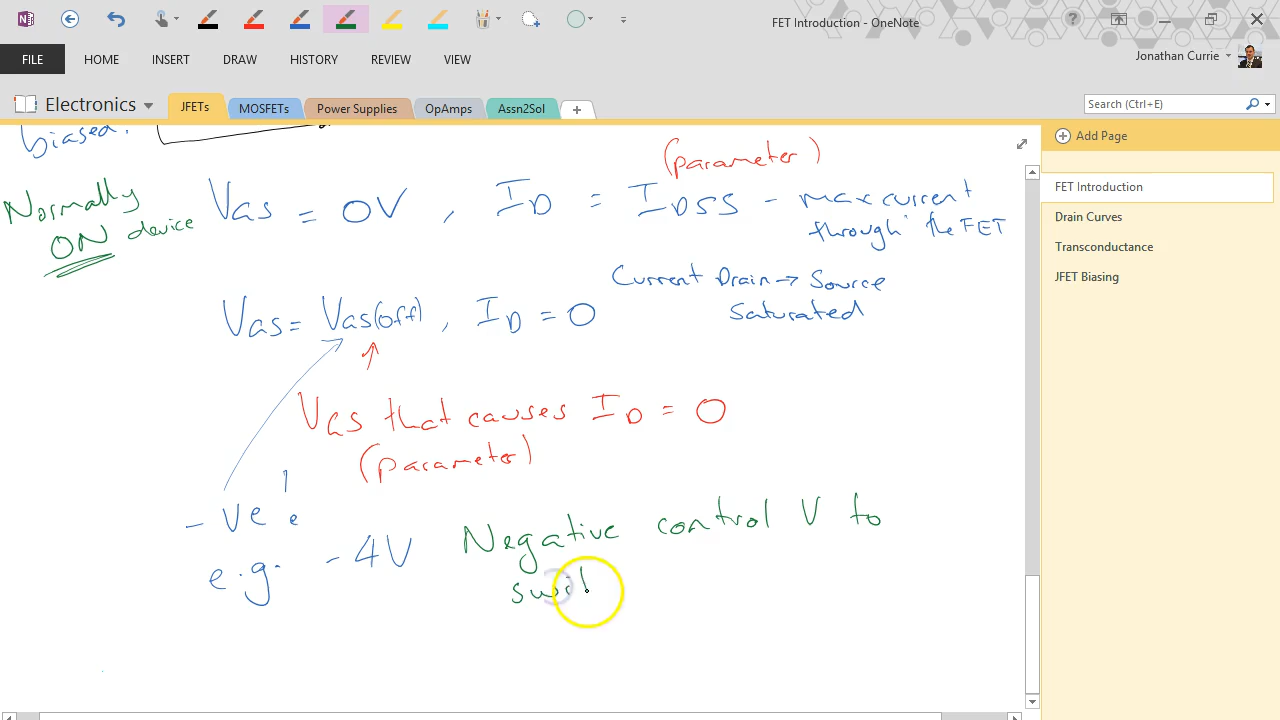 FET Introduction - OneNote
Jonathan Currie
FILE HOME INSERT DRAW HISTORY REVIEW VIEW
Electronics JFETs MOSFETs Power Supplies OpAmps Assn2Sol
Search (Ctrl+E)
Add Page
FET Introduction
Drain Curves
Transconductance
JFET Biasing
biased.
(parameter)
Normally
ON device
VGS = 0V , ID = IDSS - max current
through the FET
Current Drain → Source
Saturated
VGS = VGS(off) , ID = 0
VGS that causes ID = 0
(parameter)
- ve
e
e.g. -4V
Negative control V to